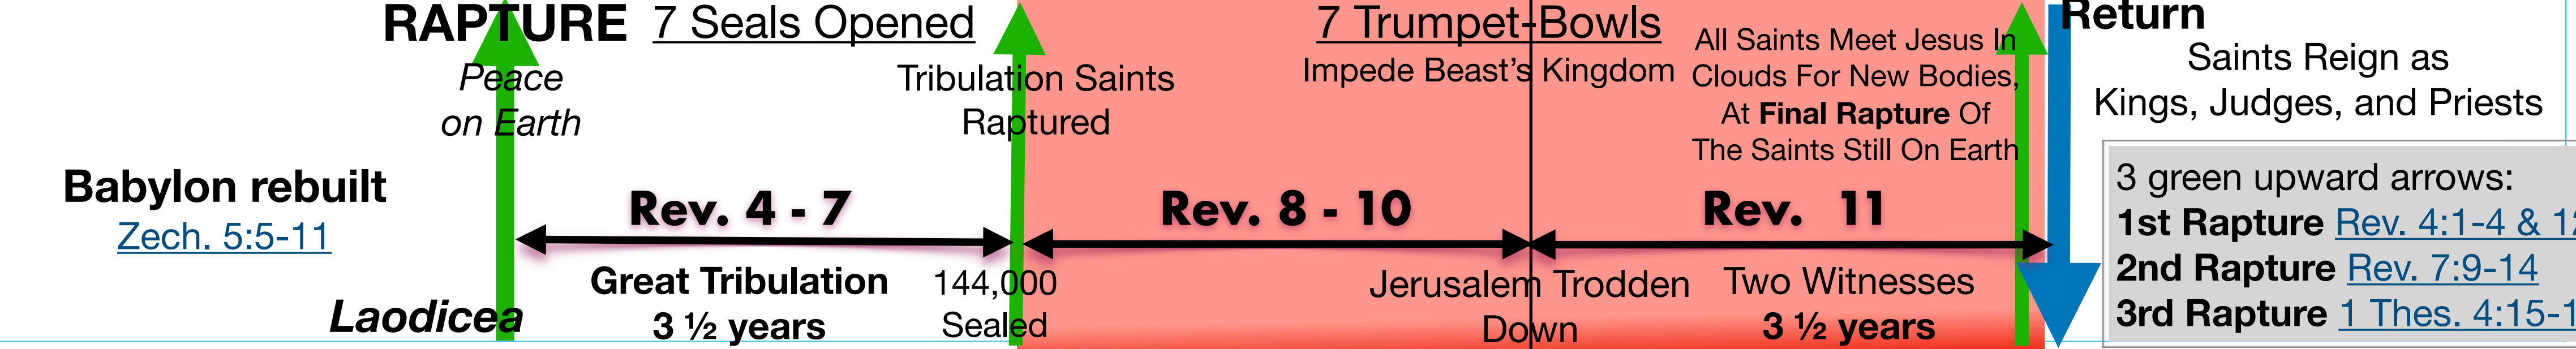 RAPTURE
7 Seals Opened
7 Trumpet-Bowls
Return
Peace
on Earth
Tribulation Saints
Raptured
Impede Beast's Kingdom
All Saints Meet Jesus In
Clouds For New Bodies,
At Final Rapture Of
The Saints Still On Earth
Saints Reign as
Kings, Judges, and Priests
Babylon rebuilt
Zech. 5:5-11
Rev. 4 - 7
Rev. 8 - 10
Rev. 11
Laodicea
Great Tribulation
3 ½ years
144,000
Sealed
Jerusalem Trodden
Down
Two Witnesses
3 ½ years
3 green upward arrows:
1st Rapture Rev. 4:1-4 &
2nd Rapture Rev. 7:9-14
3rd Rapture 1 Thes. 4:15-